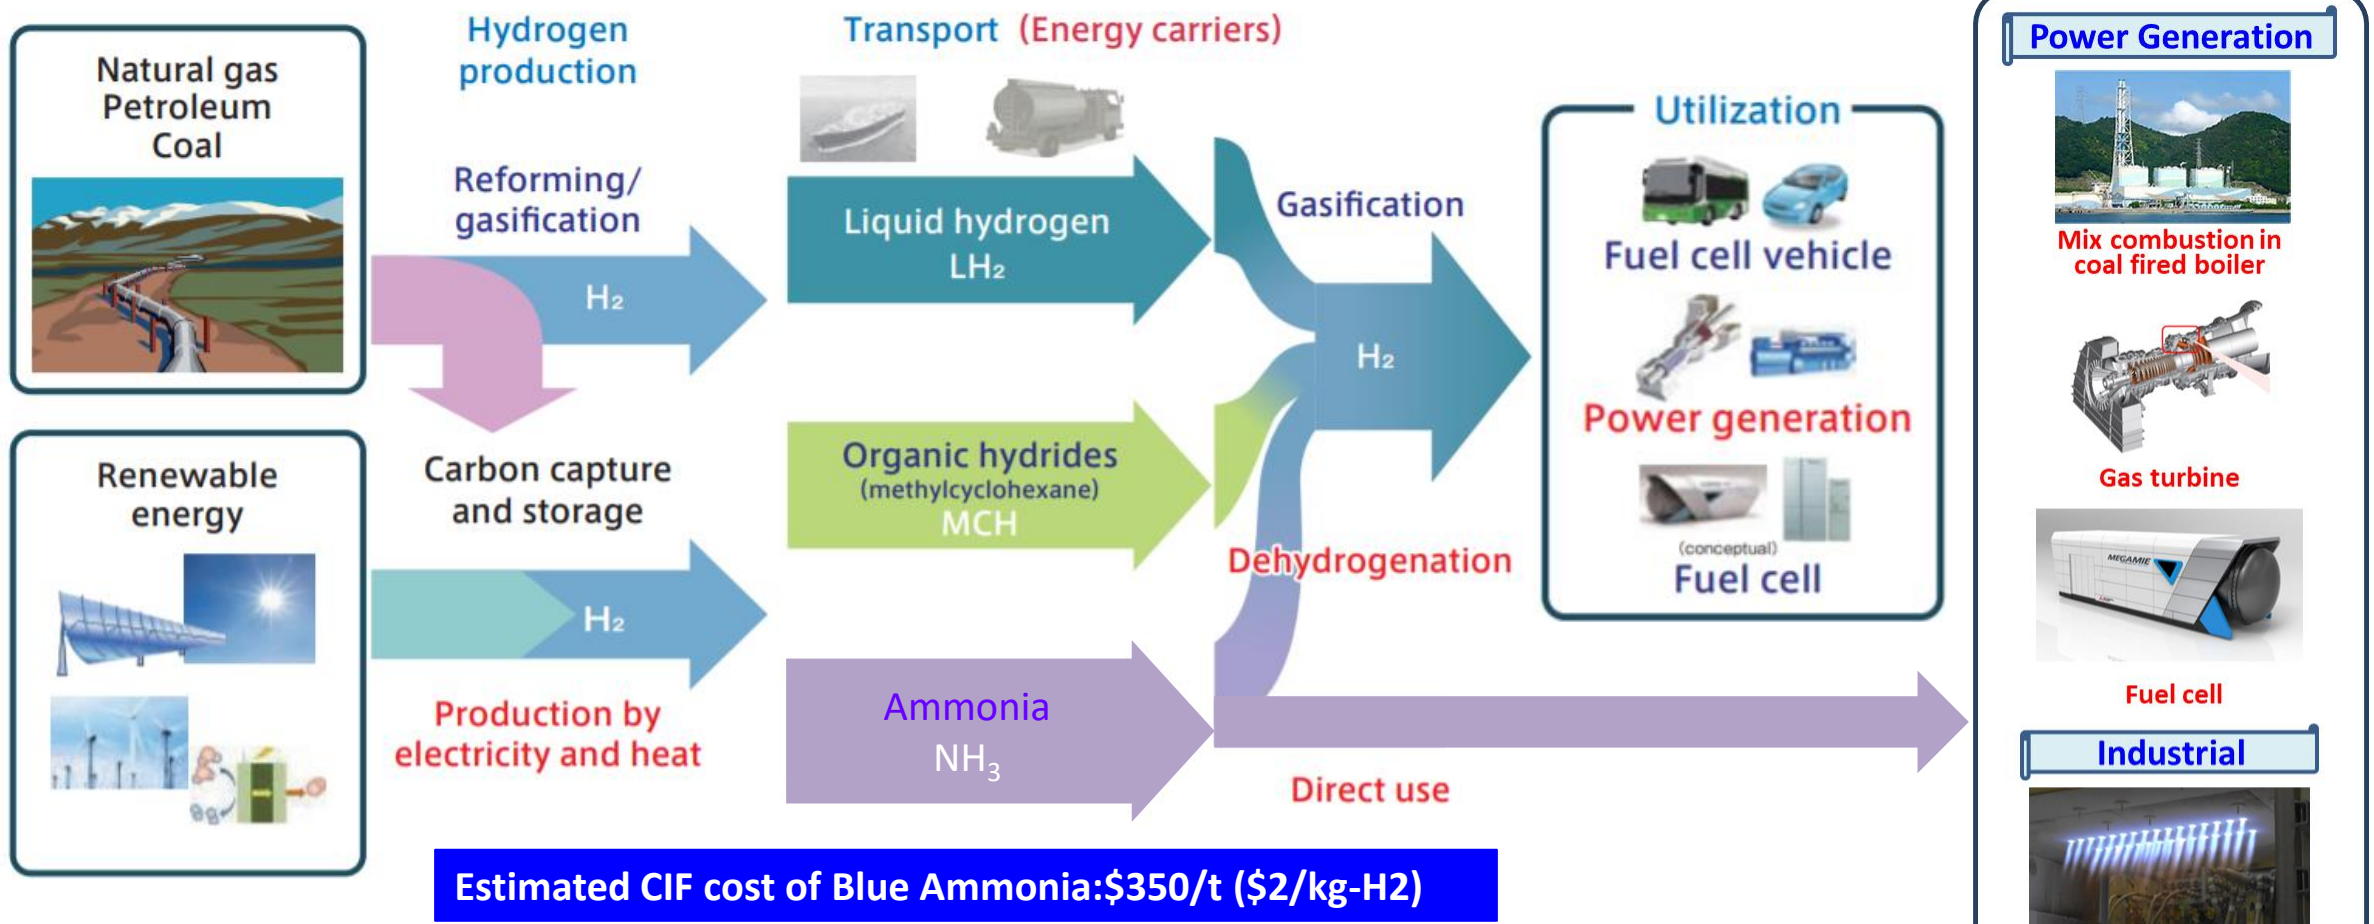 Natural gas
Petroleum
Coal
Renewable
energy
Hydrogen
production
Reforming/
gasification
H₂
Carbon capture
and storage
H₂
Production by
electricity and heat
Transport (Energy carriers)
Liquid hydrogen
LH₂
Organic hydrides
(methylcyclohexane)
MCH
Ammonia
NH₃
Gasification
H₂
Dehydrogenation
Direct use
Utilization
Fuel cell vehicle
Power generation
(conceptual)
Fuel cell
Power Generation
Mix combustion in
coal fired boiler
Gas turbine
MEGAMIE
Fuel cell
Industrial
Estimated CIF cost of Blue Ammonia:$350/t ($2/kg-H2)